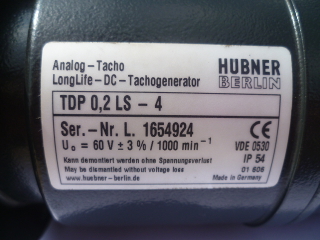 Analog - Tacho
LongLife - DC - Tachogenerator
HÜBNER
BERLIN
TDP 0,2 LS - 4
Ser. - Nr. L. 1654924
U₀ = 60 V ± 3 % / 1000 min⁻¹
CE
VDE 0530
IP 54
Kann demontiert werden ohne Spannungsverlust
May be dismantled without voltage loss
www.huebner-berlin.de
01 606
Made in Germany